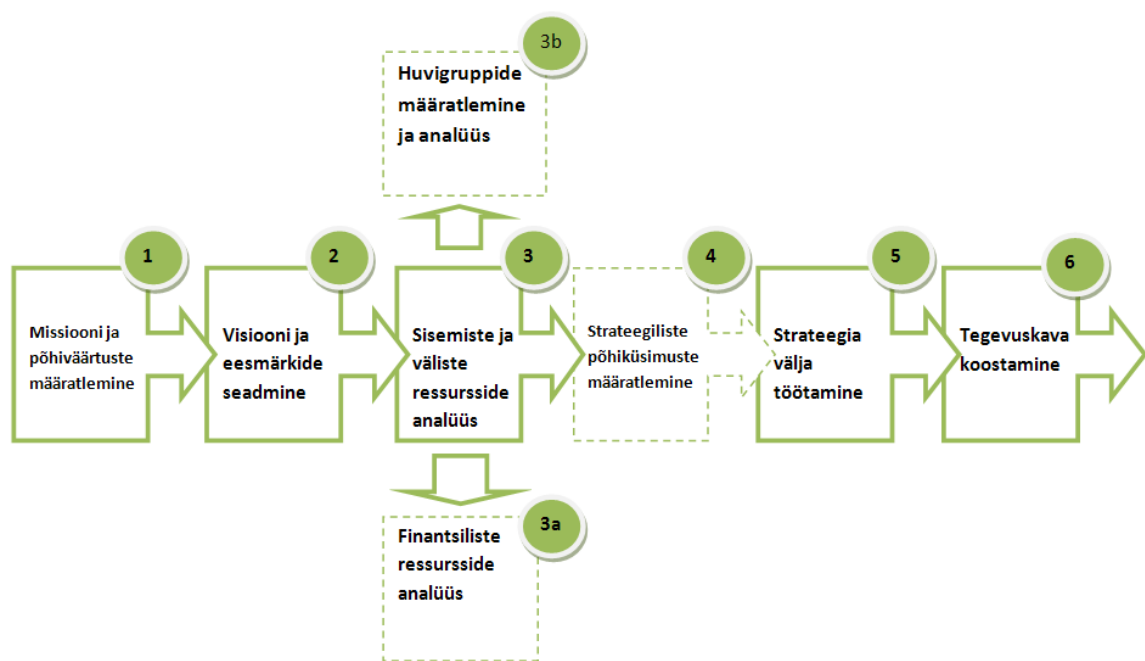 3b
Huvigruppide
määratlemine
ja analüüs
1
Missiooni ja
põhiväärtuste
määratlemine
2
Visiooni ja
eesmärkide
seadmine
3
Sisemiste ja
väliste
ressursside
analüüs
4
Strateegiliste
põhiküsimuste
määratlemine
5
Strateegia
välja
töötamine
6
Tegevuskava
koostamine
3a
Finantsiliste
ressursside
analüüs